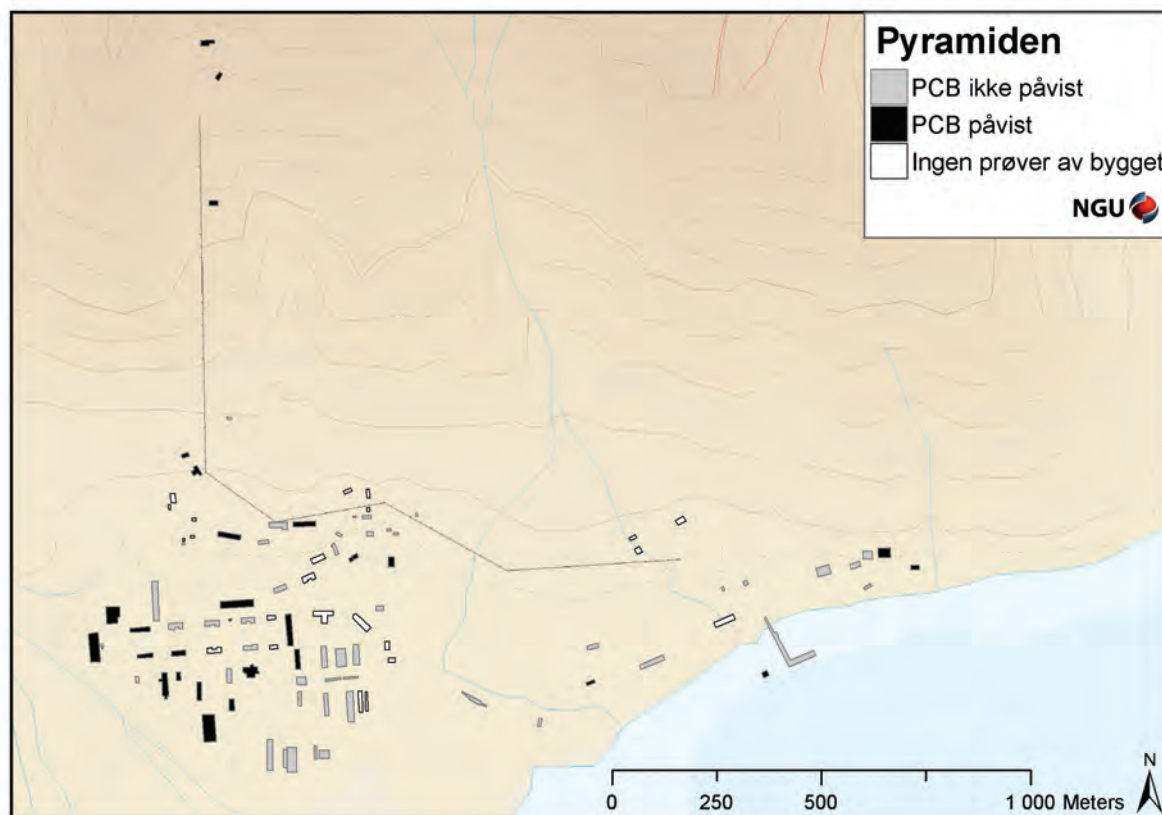 Pyramiden
PCB ikke påvist
PCB påvist
Ingen prøver av bygget
NGU
N
0 250 500 1 000 Meters